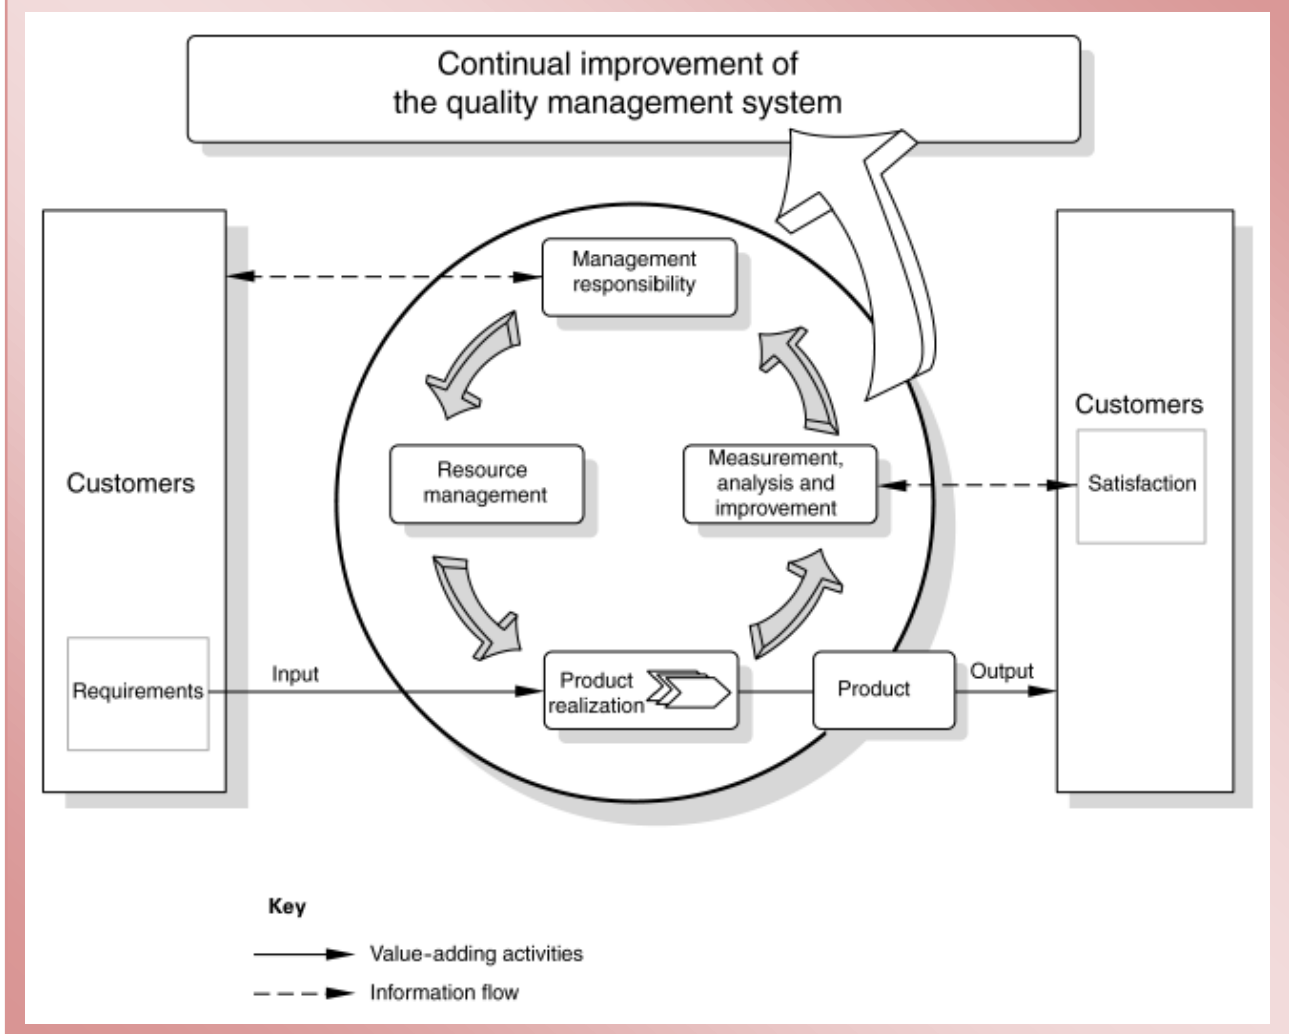 Continual improvement of
the quality management system
Management
responsibility
Customers
Resource
management
Measurement,
analysis and
improvement
Customers
Satisfaction
Requirements
Input
Product
realization
Product
Output
Key
Value-adding activities
Information flow